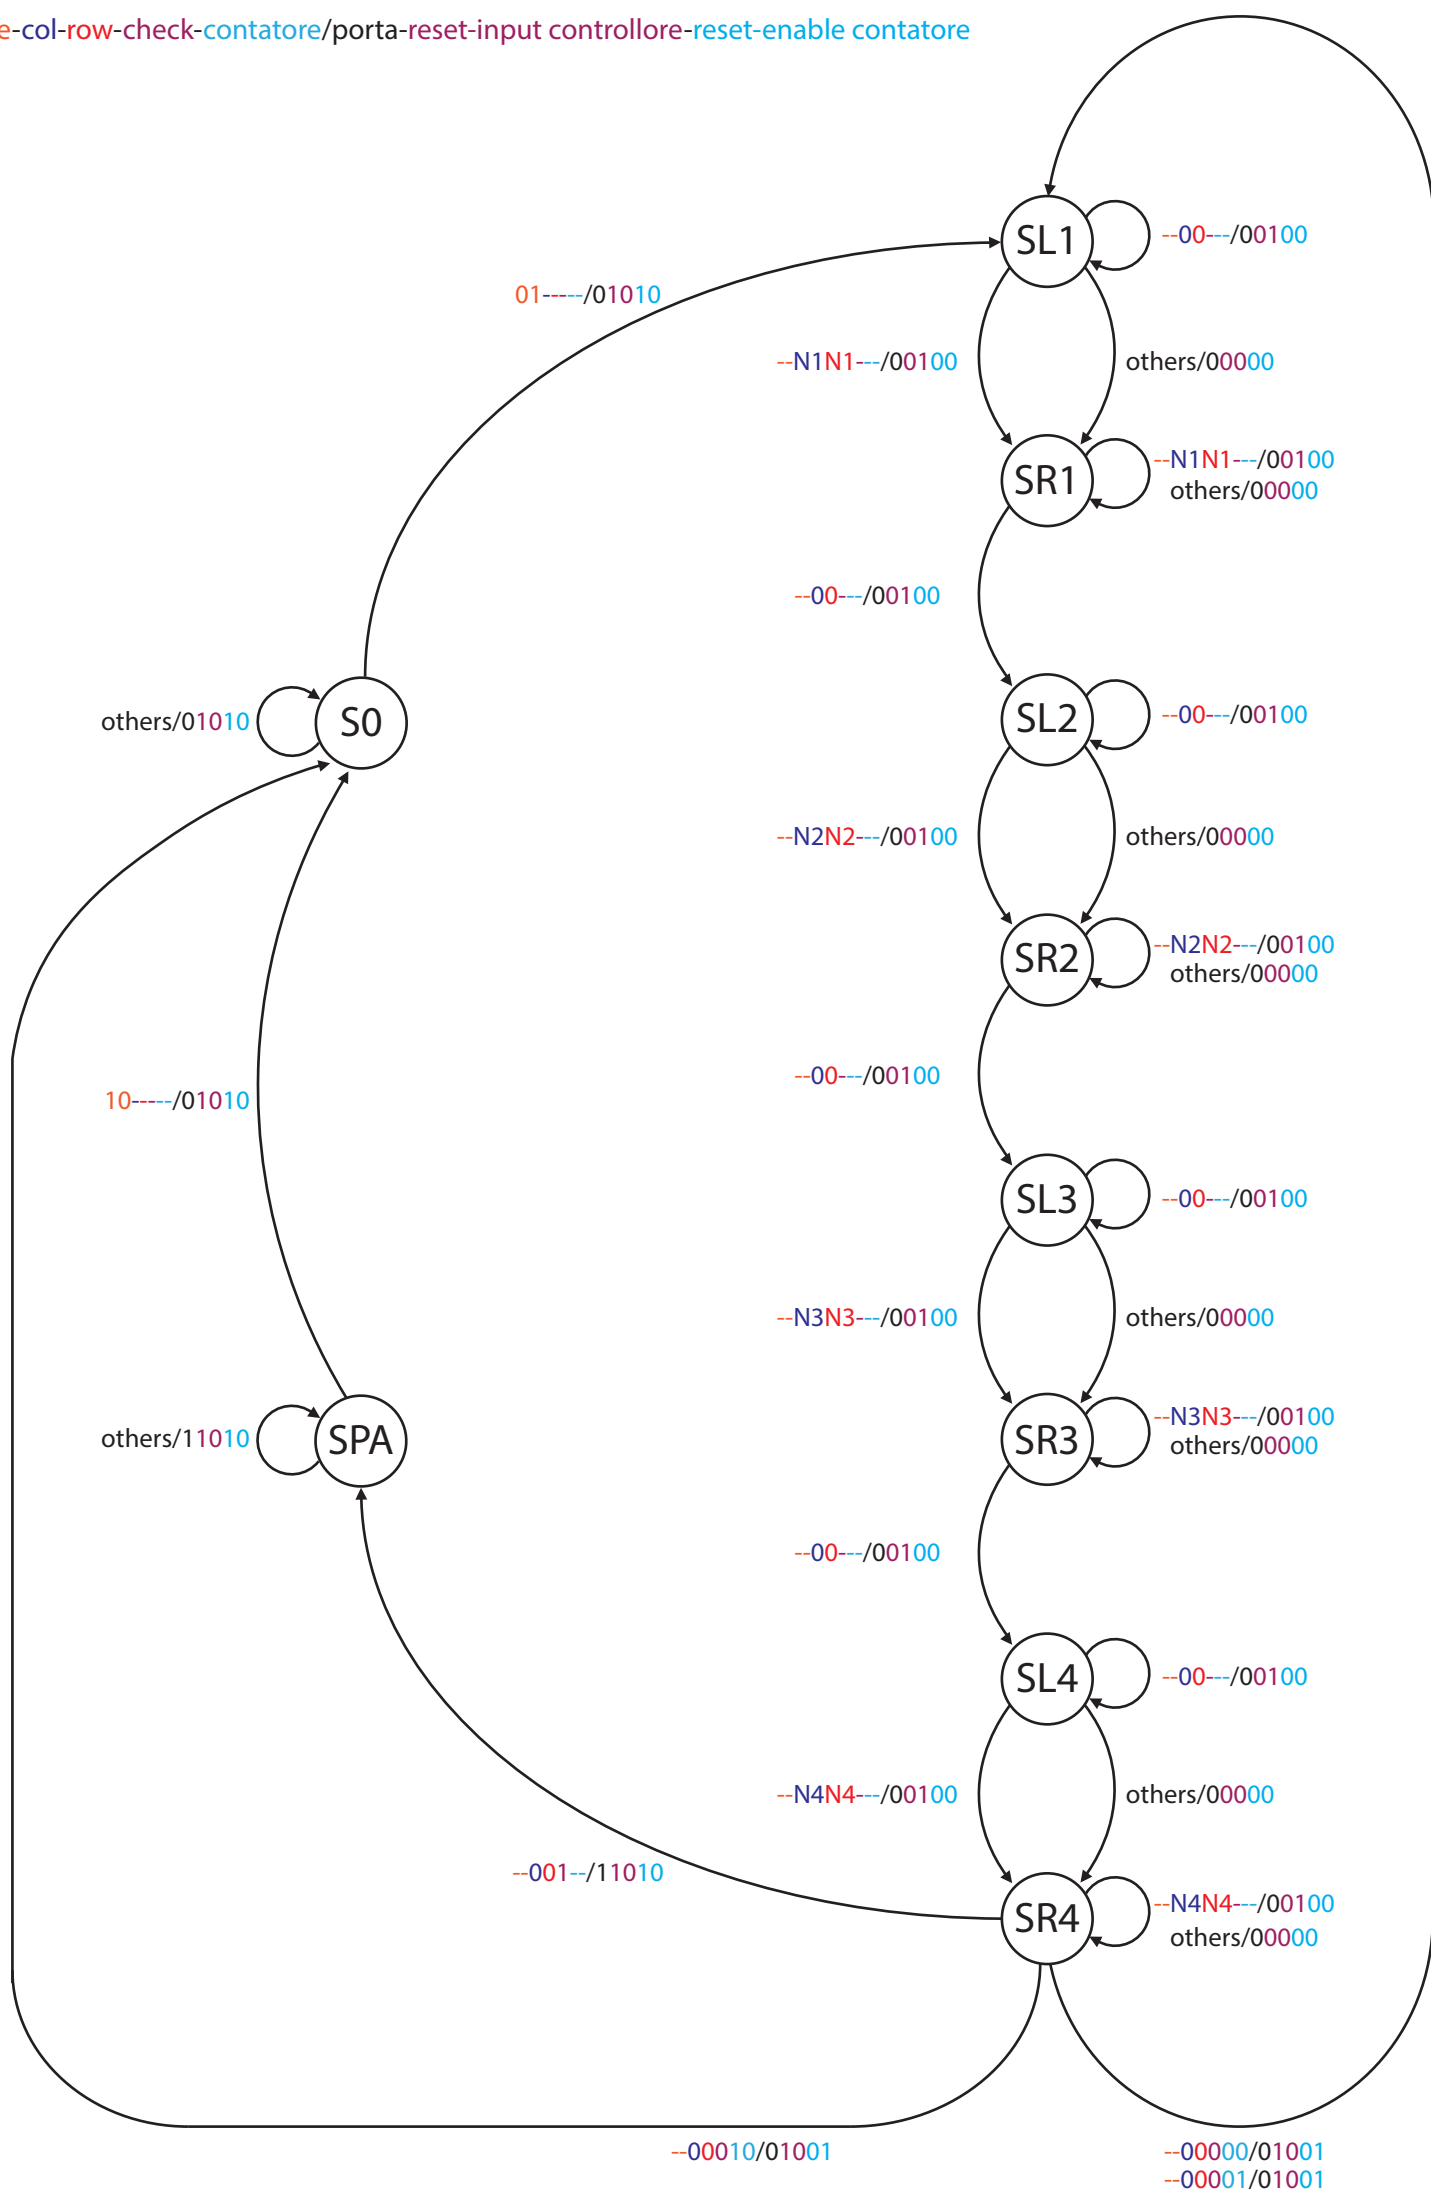 e-col-row-check-contatore/porta-reset-input controllore-reset-enable contatore
SL1
--00---/00100
01-----/01010
--N1N1---/00100
others/00000
--N1N1---/00100
SR1
others/00000
--00---/00100
SL2
--00---/00100
others/01010
S0
--N2N2---/00100
others/00000
--N2N2---/00100
SR2
others/00000
--00---/00100
10-----/01010
SL3
--00---/00100
--N3N3---/00100
others/00000
--N3N3---/00100
others/11010
SPA
SR3
others/00000
--00---/00100
SL4
--00---/00100
--N4N4---/00100
others/00000
--001--/11010
--N4N4---/00100
SR4
others/00000
--00010/01001
--00000/01001
--00001/01001